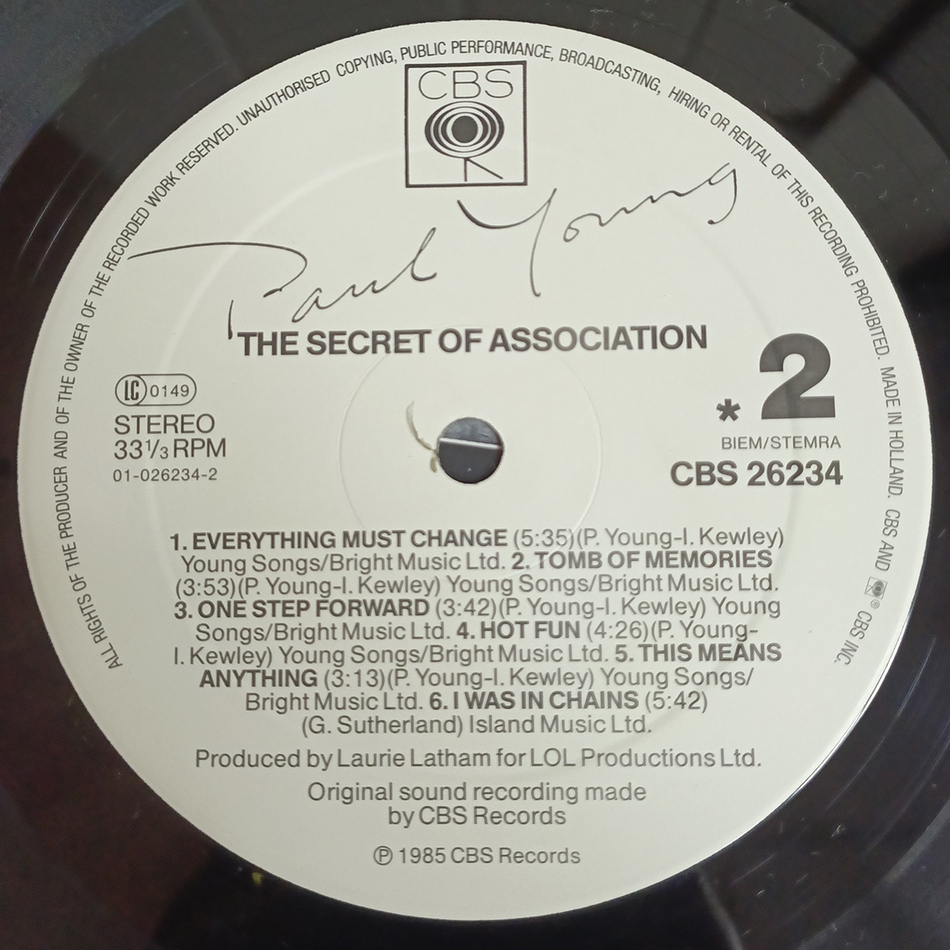 ALL RIGHTS OF THE PRODUCER AND OF THE OWNER OF THE RECORDED WORK RESERVED. UNAUTHORISED COPYING, PUBLIC PERFORMANCE, BROADCASTING, HIRING OR RENTAL OF THIS RECORDING PROHIBITED. MADE IN HOLLAND. CBS AND ® CBS INC.
CBS
Paul Young
THE SECRET OF ASSOCIATION
LC 0149
STEREO
33⅓ RPM
01-026234-2
* 2
BIEM/STEMRA
CBS 26234
1. EVERYTHING MUST CHANGE (5:35)(P. Young-I. Kewley)
Young Songs/Bright Music Ltd. 2. TOMB OF MEMORIES
(3:53)(P. Young-I. Kewley) Young Songs/Bright Music Ltd.
3. ONE STEP FORWARD (3:42)(P. Young-I. Kewley) Young
Songs/Bright Music Ltd. 4. HOT FUN (4:26)(P. Young-
I. Kewley) Young Songs/Bright Music Ltd. 5. THIS MEANS
ANYTHING (3:13)(P. Young-I. Kewley) Young Songs/
Bright Music Ltd. 6. I WAS IN CHAINS (5:42)
(G. Sutherland) Island Music Ltd.
Produced by Laurie Latham for LOL Productions Ltd.
Original sound recording made
by CBS Records
℗ 1985 CBS Records